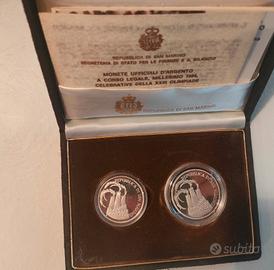 REPUBBLICA DI SAN MARINO
SEGRETERIA DI STATO PER LE FINANZE E IL BILANCIO
MONETE UFFICIALI D'ARGENTO
A CORSO LEGALE, MILLESIMO 1984,
CELEBRATIVE DELLA XXIII OLIMPIADE
REPUBBLICA DI SAN MARINO
subito